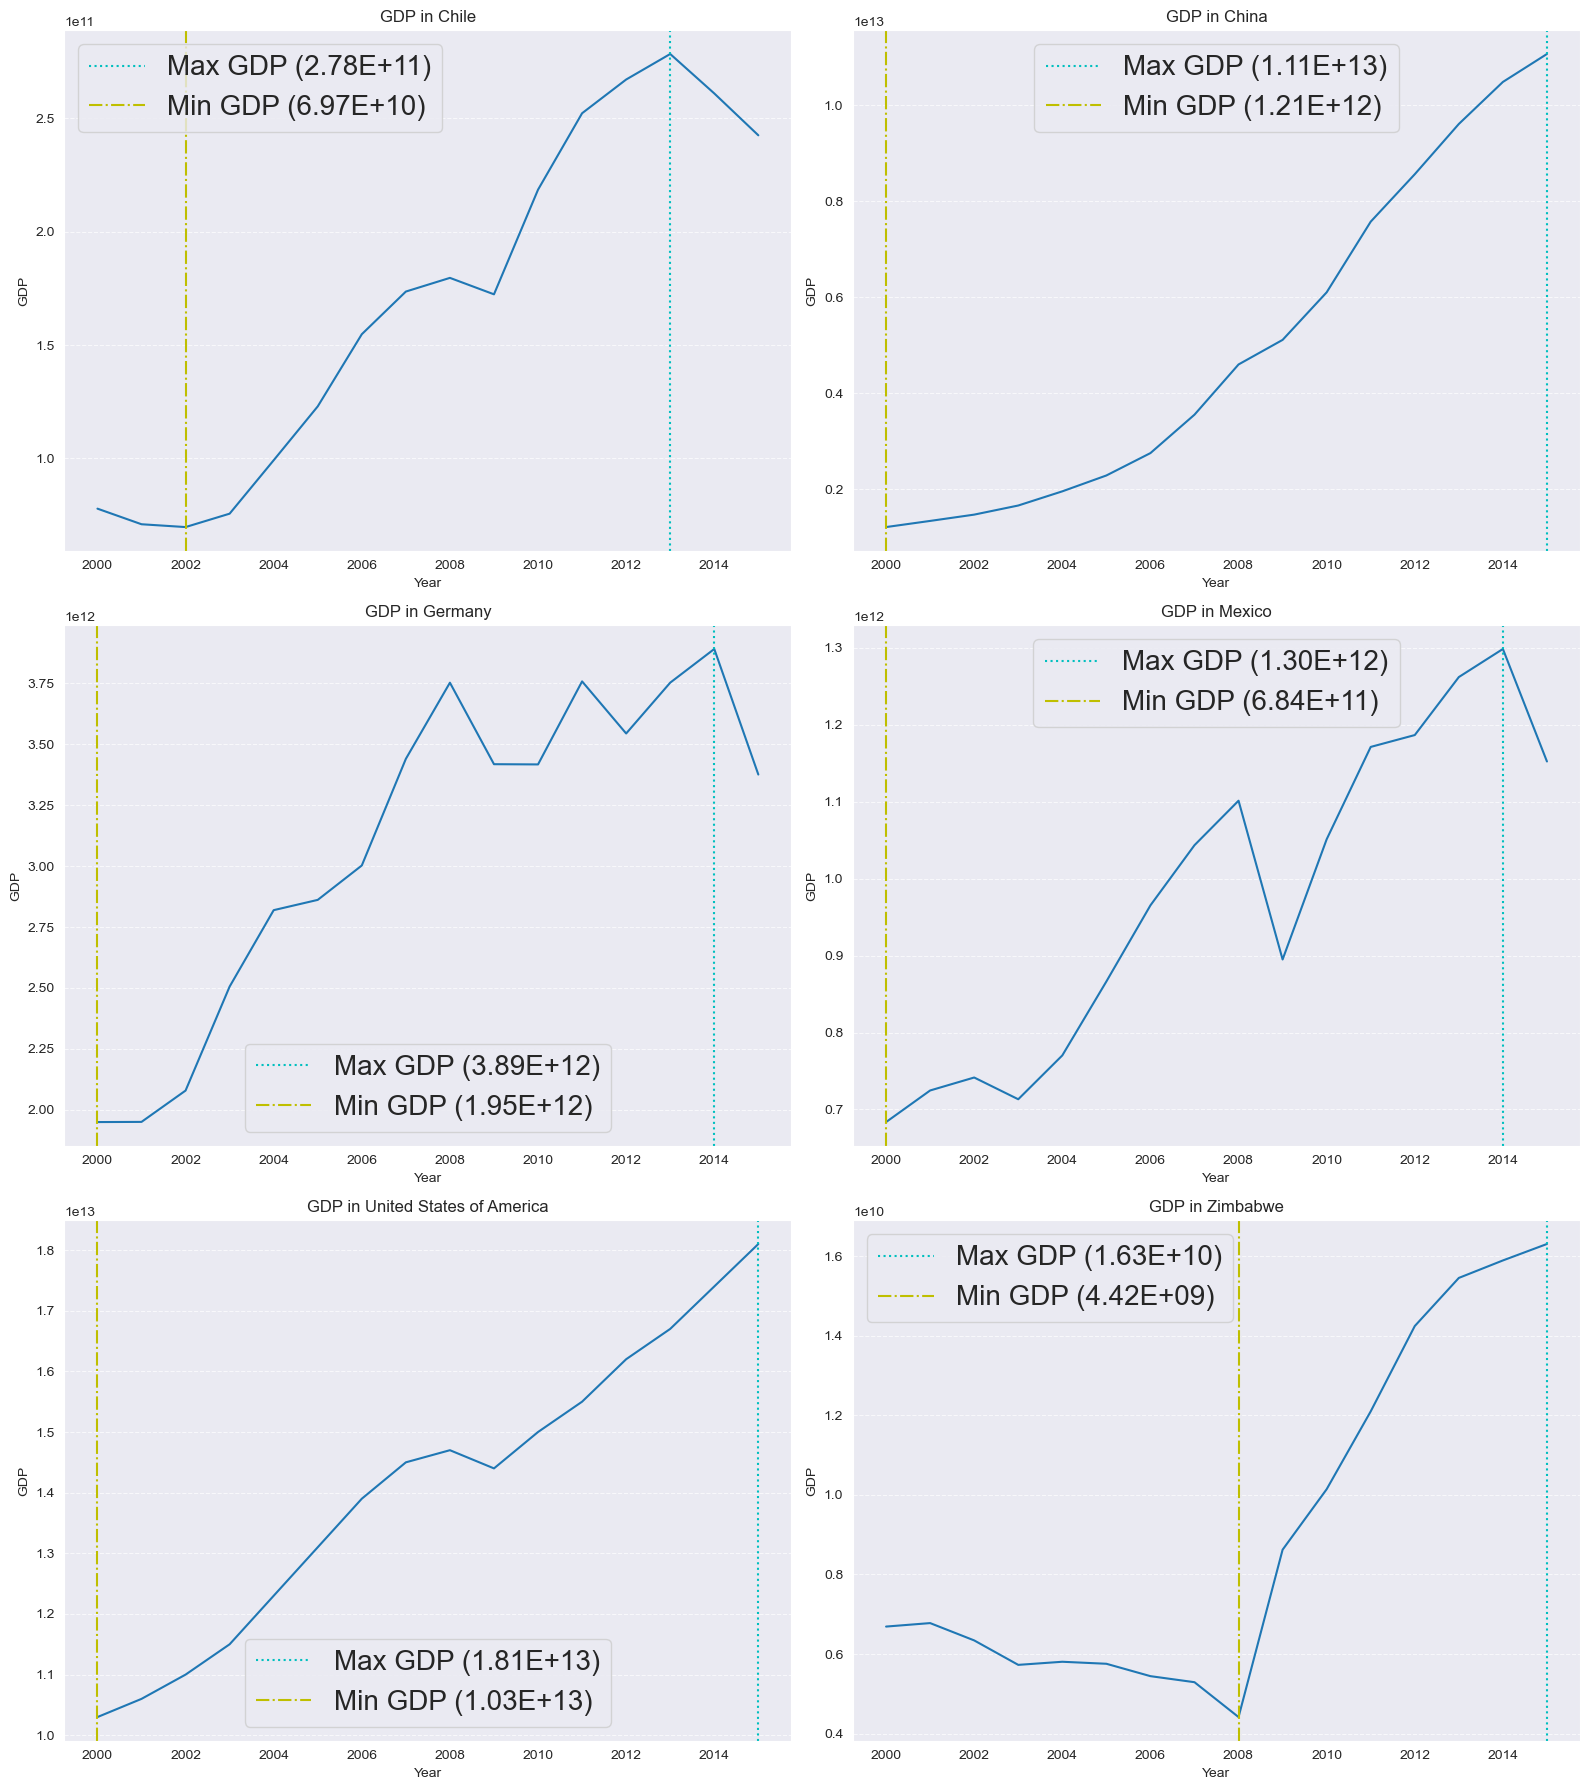 GDP in Chile
1e11
Max GDP (2.78E+11)
Min GDP (6.97E+10)
2.5
2.0
1.5
1.0
GDP
2000 2002 2004 2006 2008 2010 2012 2014
Year
GDP in China
1e13
Max GDP (1.11E+13)
Min GDP (1.21E+12)
1.0
0.8
0.6
0.4
0.2
GDP
2000 2002 2004 2006 2008 2010 2012 2014
Year
GDP in Germany
1e12
3.75
3.50
3.25
3.00
2.75
2.50
2.25
2.00
GDP
Max GDP (3.89E+12)
Min GDP (1.95E+12)
2000 2002 2004 2006 2008 2010 2012 2014
Year
GDP in Mexico
1e12
Max GDP (1.30E+12)
Min GDP (6.84E+11)
1.3
1.2
1.1
1.0
0.9
0.8
0.7
GDP
2000 2002 2004 2006 2008 2010 2012 2014
Year
GDP in United States of America
1e13
1.8
1.7
1.6
1.5
1.4
1.3
1.2
1.1
1.0
GDP
Max GDP (1.81E+13)
Min GDP (1.03E+13)
2000 2002 2004 2006 2008 2010 2012 2014
Year
GDP in Zimbabwe
1e10
Max GDP (1.63E+10)
Min GDP (4.42E+09)
1.6
1.4
1.2
1.0
0.8
0.6
0.4
GDP
2000 2002 2004 2006 2008 2010 2012 2014
Year